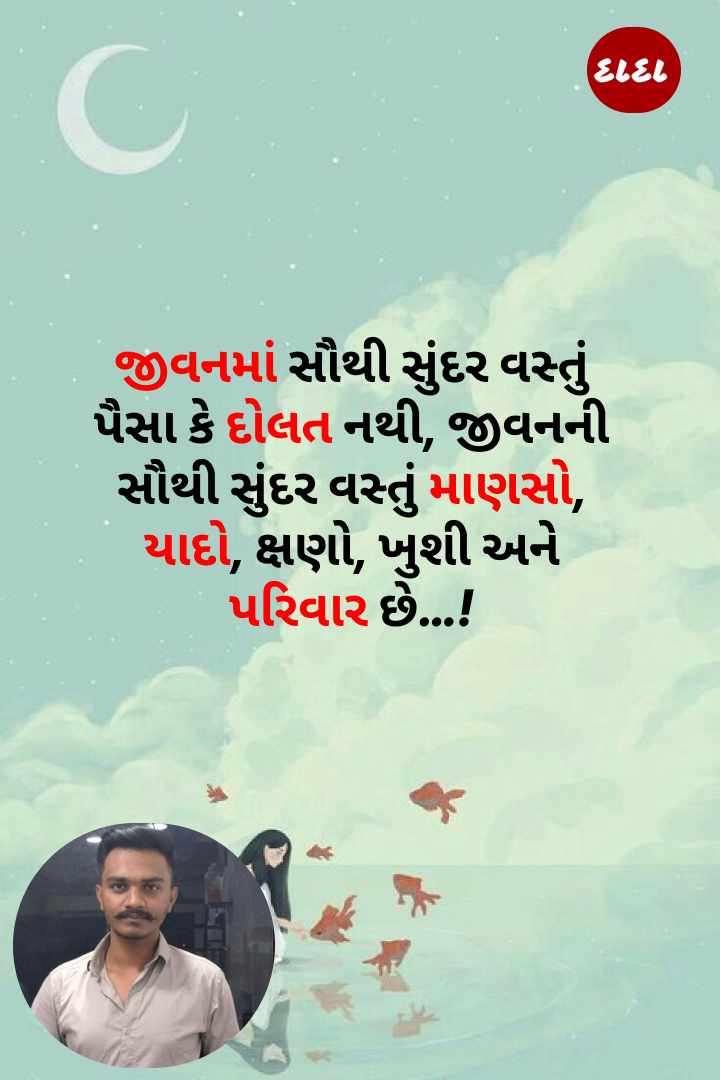 દાદા
જીવનમાં સૌથી સુંદર વસ્તું
પૈસા કે દોલત નથી, જીવનની
સૌથી સુંદર વસ્તું માણસો,
યાદો, ક્ષણો, ખુશી અને
પરિવાર છે...!